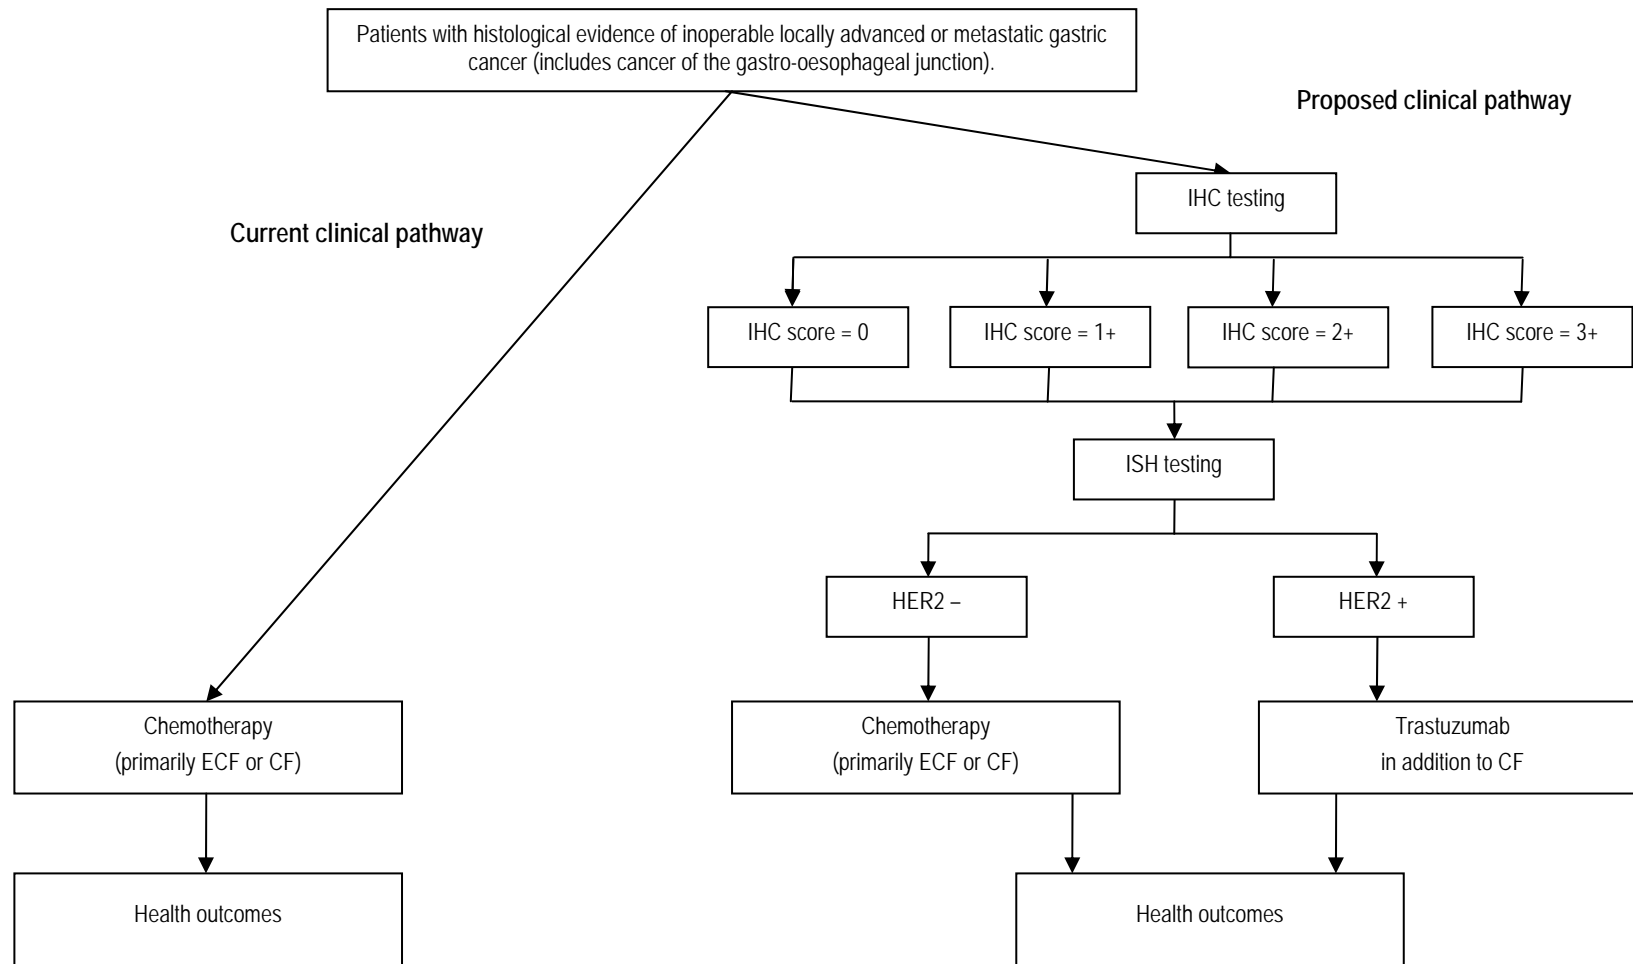 Patients with histological evidence of inoperable locally advanced or metastatic gastric
cancer (includes cancer of the gastro-oesophageal junction).
Proposed clinical pathway
IHC testing
Current clinical pathway
IHC score = 0
IHC score = 1+
IHC score = 2+
IHC score = 3+
ISH testing
HER2 –
HER2 +
Chemotherapy
(primarily ECF or CF)
Chemotherapy
(primarily ECF or CF)
Trastuzumab
in addition to CF
Health outcomes
Health outcomes